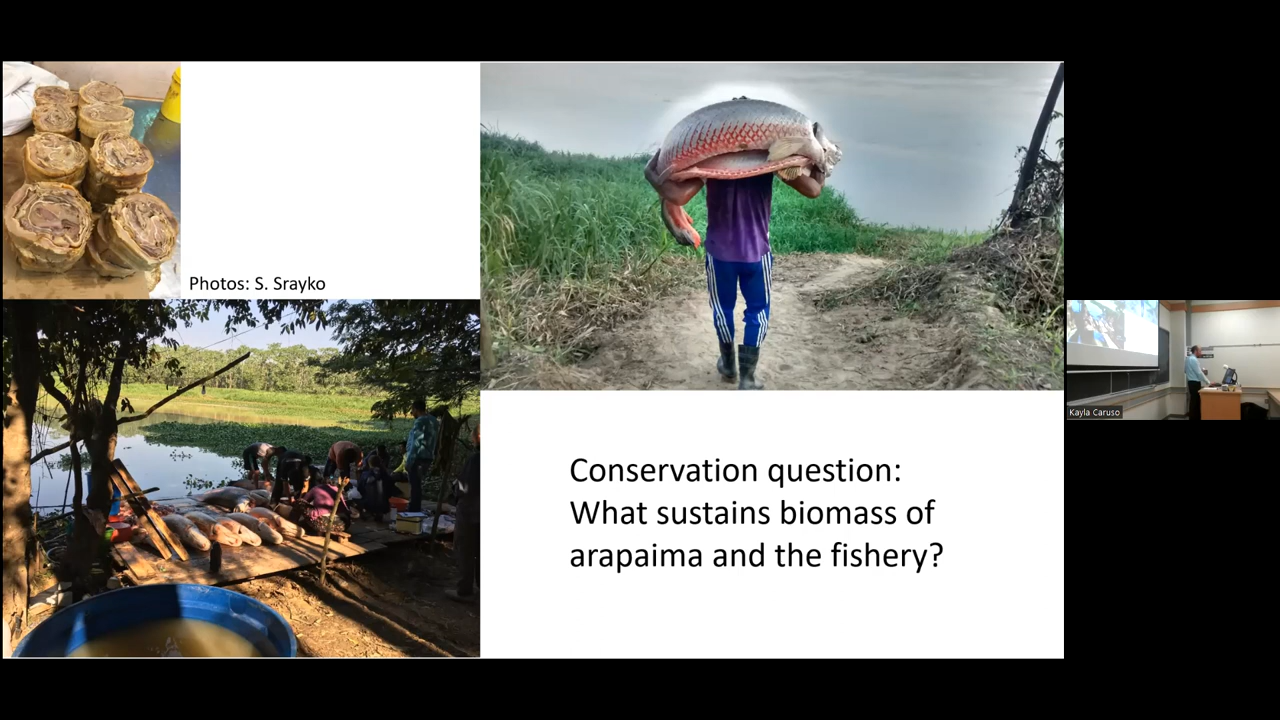 Photos: S. Srayko
Conservation question:
What sustains biomass of
arapaima and the fishery?
Kayla Caruso